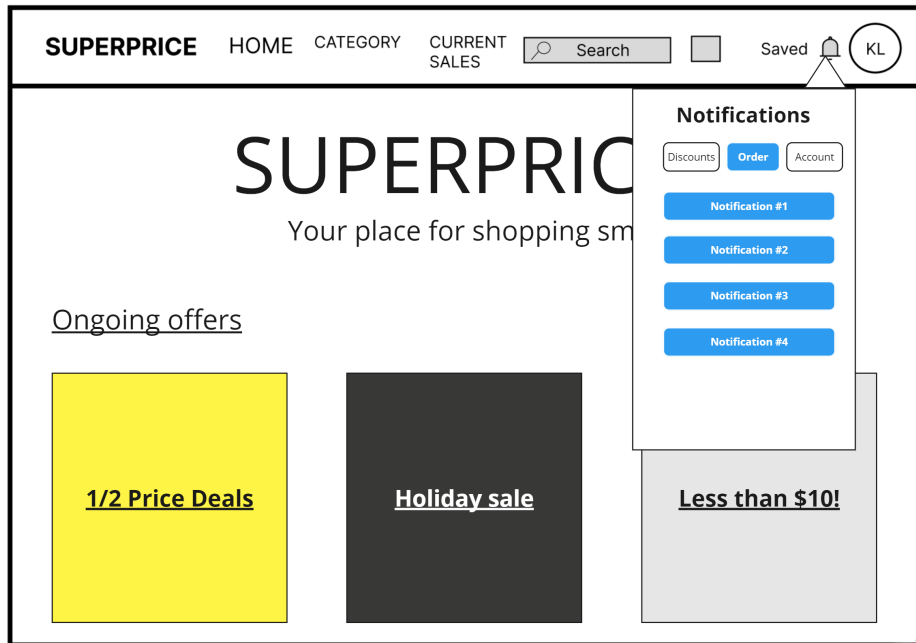 SUPERPRICE HOME CATEGORY CURRENT SALES Search Saved KL
Notifications
Discounts Order Account
Notification #1
Notification #2
Notification #3
Notification #4
SUPERPRIC
Your place for shopping sm
Ongoing offers
1/2 Price Deals
Holiday sale
Less than $10!